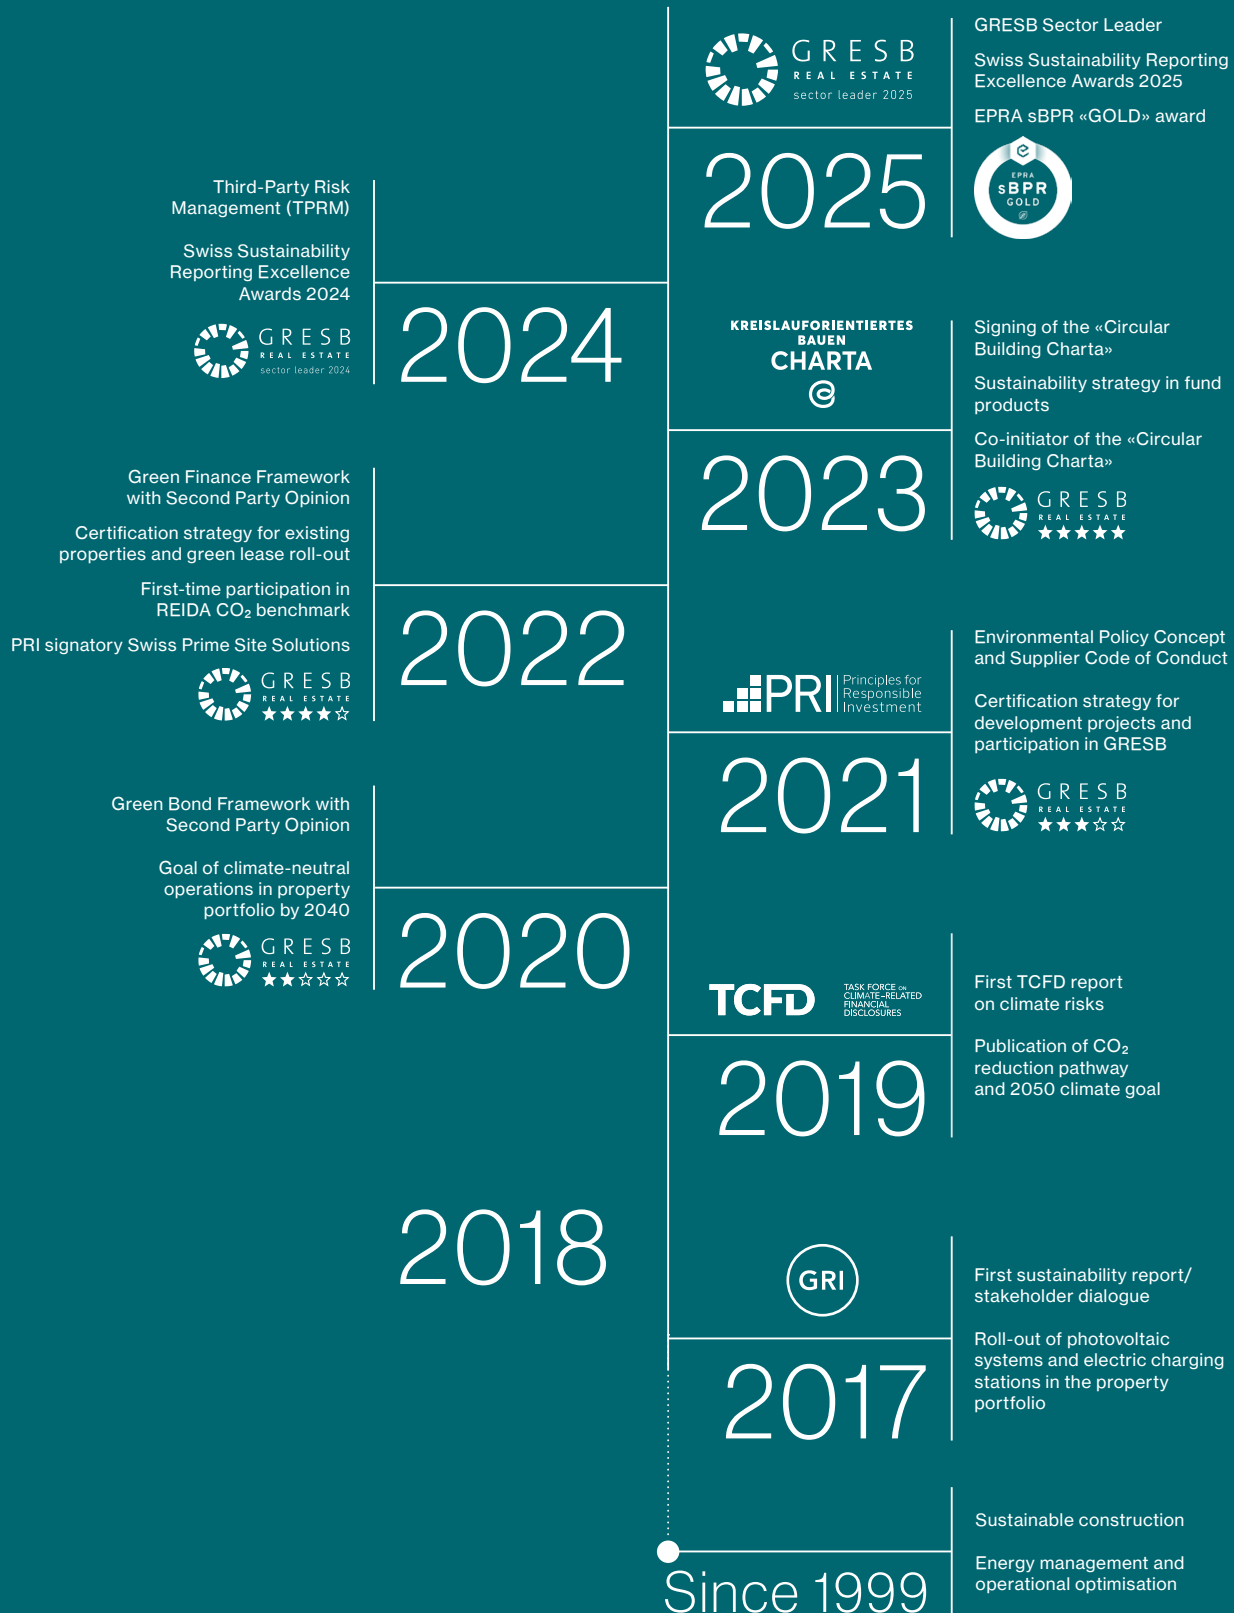 GRESB
REAL ESTATE
sector leader 2025
2025
GRESB Sector Leader
Swiss Sustainability Reporting
Excellence Awards 2025
EPRA sBPR «GOLD» award
EPRA
sBPR
GOLD
Third-Party Risk
Management (TPRM)
Swiss Sustainability
Reporting Excellence
Awards 2024
GRESB
REAL ESTATE
sector leader 2024
2024
KREISLAUFORIENTIERTES
BAUEN
CHARTA
2023
Signing of the «Circular
Building Charta»
Sustainability strategy in fund
products
Co-initiator of the «Circular
Building Charta»
GRESB
REAL ESTATE
Green Finance Framework
with Second Party Opinion
Certification strategy for existing
properties and green lease roll-out
First-time participation in
REIDA CO₂ benchmark
PRI signatory Swiss Prime Site Solutions
GRESB
REAL ESTATE
2022
PRI
Principles for
Responsible
Investment
2021
Environmental Policy Concept
and Supplier Code of Conduct
Certification strategy for
development projects and
participation in GRESB
GRESB
REAL ESTATE
Green Bond Framework with
Second Party Opinion
Goal of climate-neutral
operations in property
portfolio by 2040
GRESB
REAL ESTATE
2020
TCFD
TASK FORCE ON
CLIMATE-RELATED
FINANCIAL
DISCLOSURES
2019
First TCFD report
on climate risks
Publication of CO₂
reduction pathway
and 2050 climate goal
2018
GRI
2017
First sustainability report/
stakeholder dialogue
Roll-out of photovoltaic
systems and electric charging
stations in the property
portfolio
Since 1999
Sustainable construction
Energy management and
operational optimisation